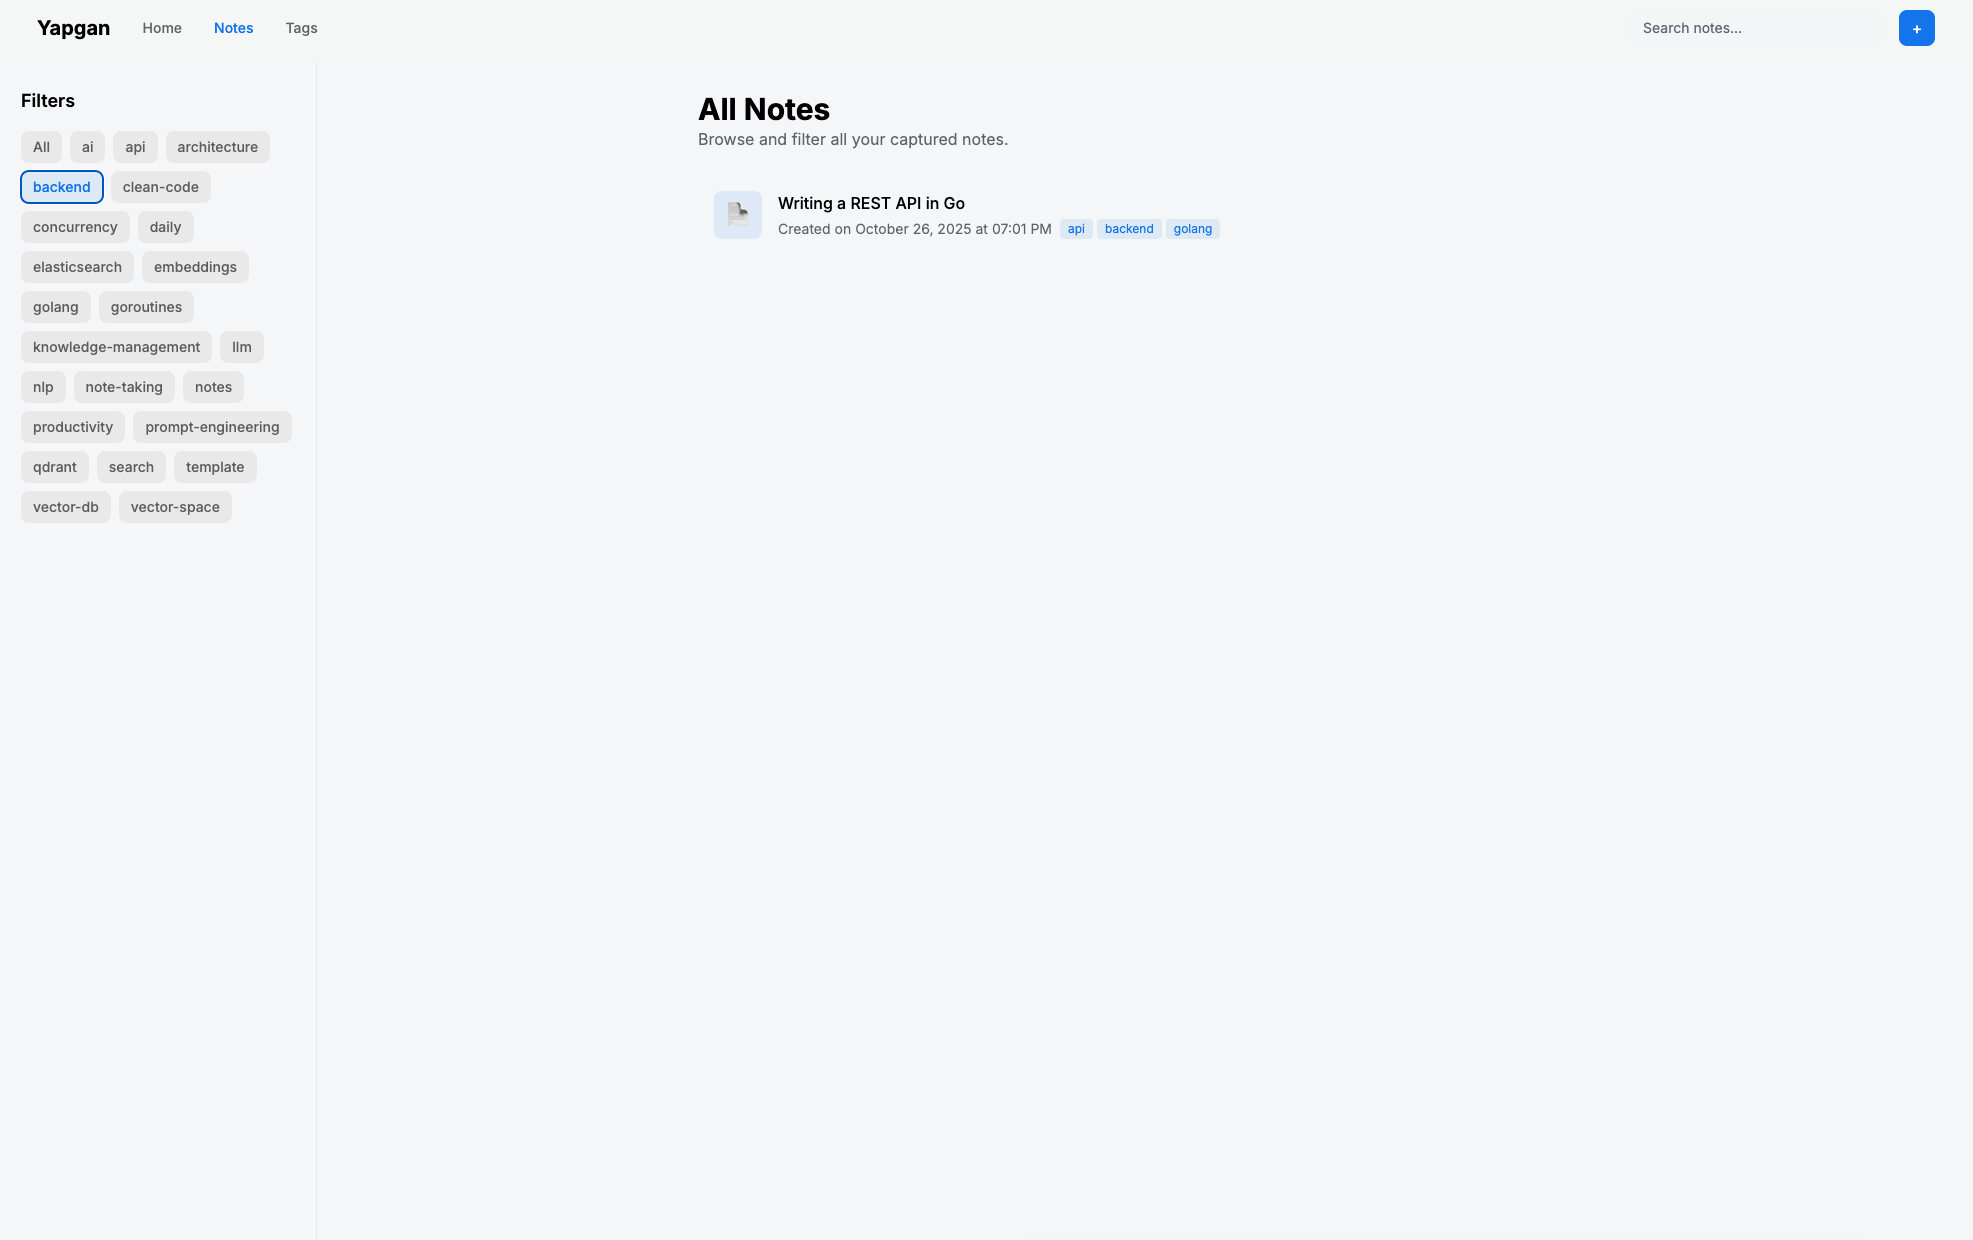 Yapgan Home Notes Tags Search notes... +
Filters
All ai api architecture
backend clean-code
concurrency daily
elasticsearch embeddings
golang goroutines
knowledge-management llm
nlp note-taking notes
productivity prompt-engineering
qdrant search template
vector-db vector-space
All Notes
Browse and filter all your captured notes.
Writing a REST API in Go
Created on October 26, 2025 at 07:01 PM api backend golang